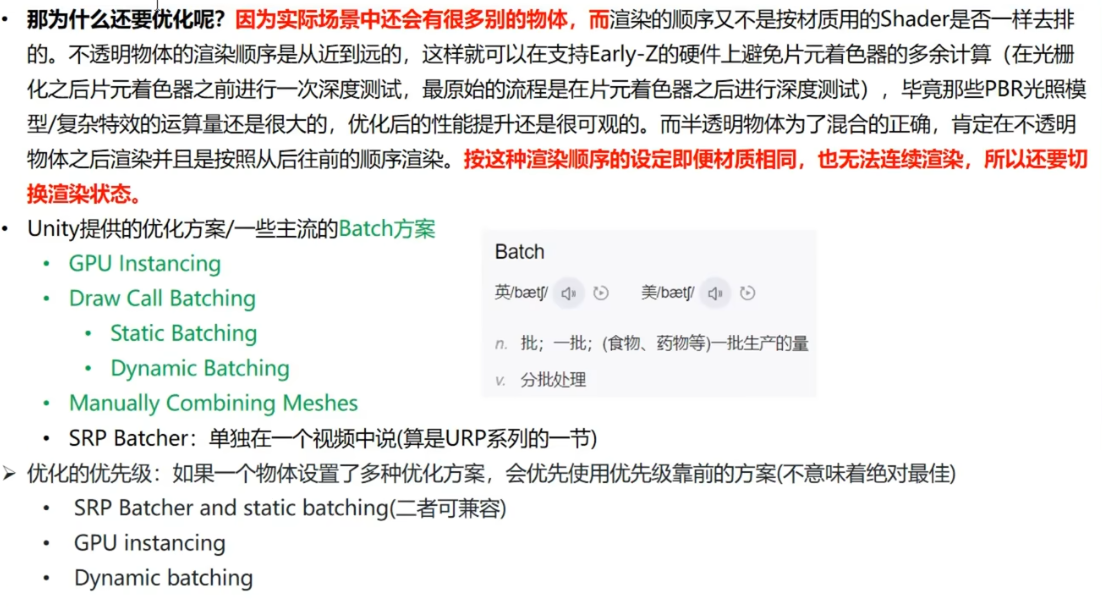 • 那为什么还要优化呢？因为实际场景中还会有很多别的物体，而渲染的顺序又不是按材质用的Shader是否一样去排
的。不透明物体的渲染顺序是从近到远的，这样就可以在支持Early-Z的硬件上避免片元着色器的多余计算（在光栅
化之后片元着色器之前进行一次深度测试，最原始的流程是在片元着色器之后进行深度测试），毕竟那些PBR光照模
型/复杂特效的运算量还是很大的，优化后的性能提升还是很可观的。而半透明物体为了混合的正确，肯定在不透明
物体之后渲染并且是按照从后往前的顺序渲染。按这种渲染顺序的设定即便材质相同，也无法连续渲染，所以还要切
换渲染状态。
• Unity提供的优化方案/一些主流的Batch方案
• GPU Instancing
• Draw Call Batching
• Static Batching
• Dynamic Batching
• Manually Combining Meshes
• SRP Batcher：单独在一个视频中说(算是URP系列的一节)
Batch
英/bætʃ/ 美/bætʃ/
n. 批；一批；(食物、药物等)一批生产的量
v. 分批处理
➢ 优化的优先级：如果一个物体设置了多种优化方案，会优先使用优先级靠前的方案(不意味着绝对最佳)
• SRP Batcher and static batching(二者可兼容)
• GPU instancing
• Dynamic batching